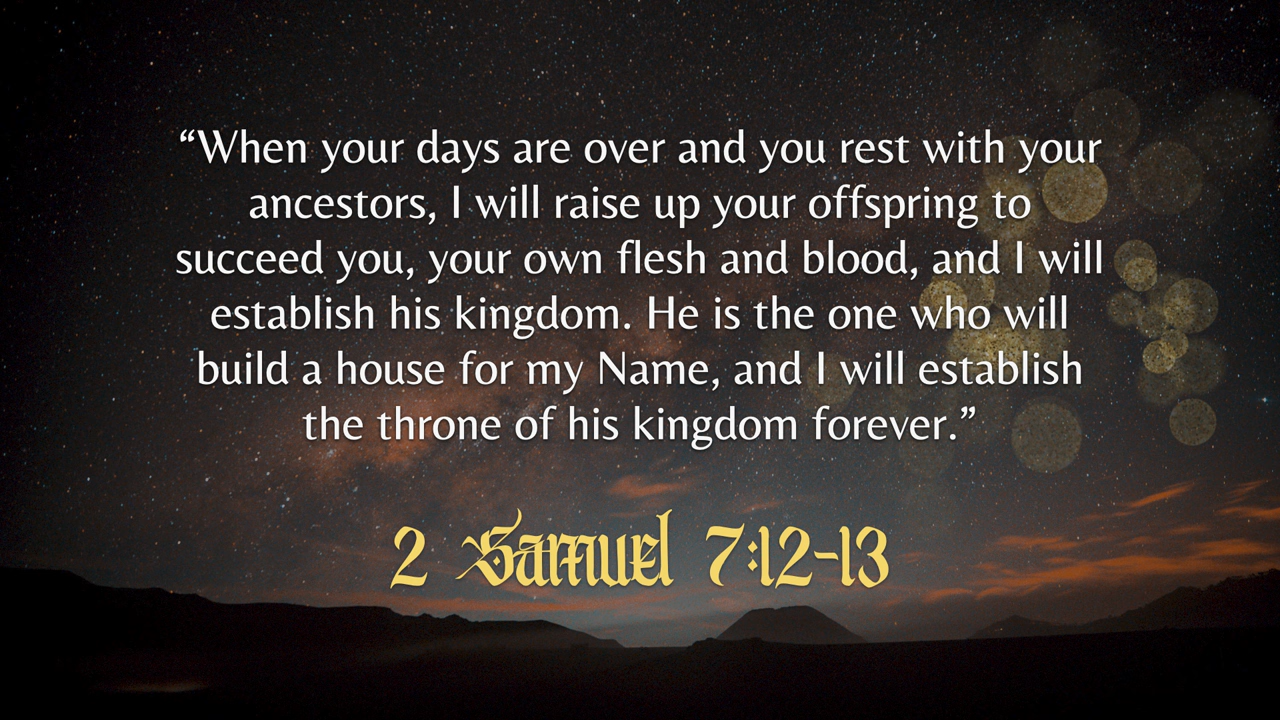 “When your days are over and you rest with your
ancestors, I will raise up your offspring to
succeed you, your own flesh and blood, and I will
establish his kingdom. He is the one who will
build a house for my Name, and I will establish
the throne of his kingdom forever.”
2 Samuel 7:12-13